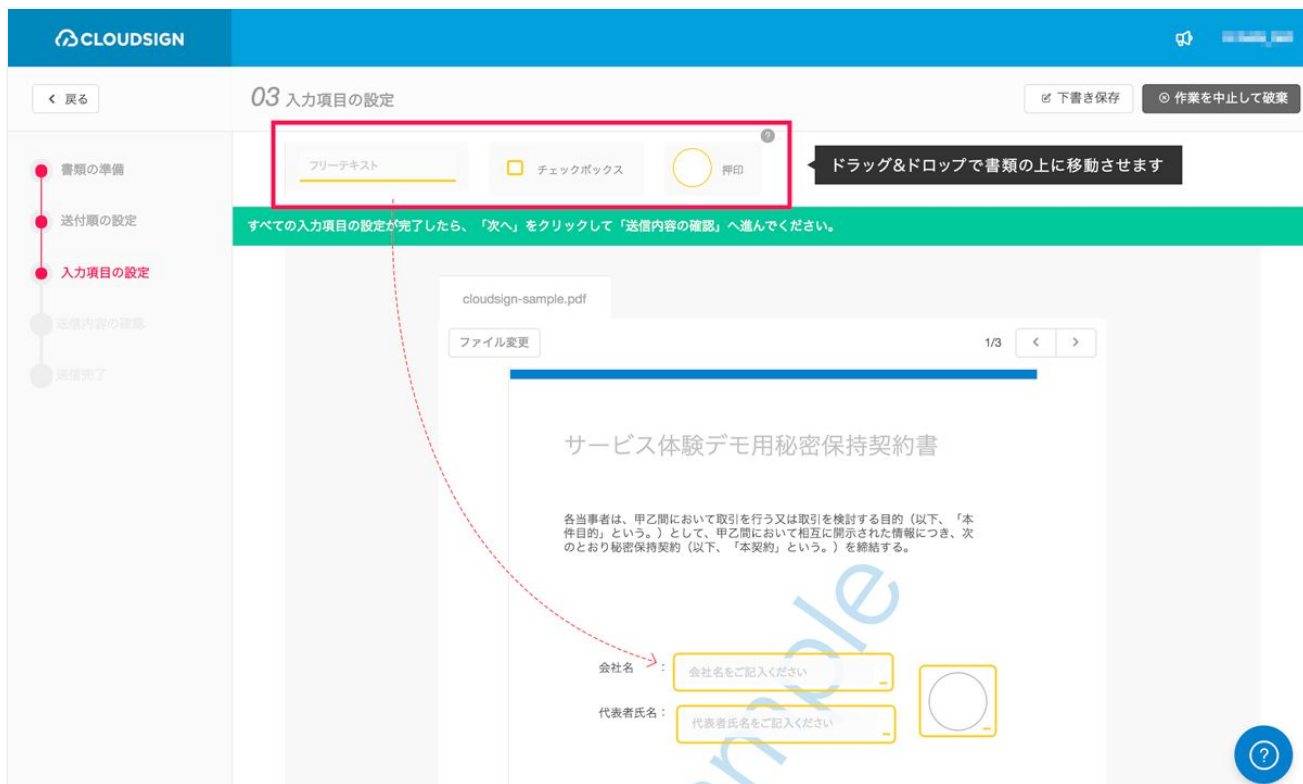 CLOUDSIGN
戻る
03 入力項目の設定
下書き保存
作業を中止して破棄
書類の準備
送付順の設定
入力項目の設定
送信内容の確認
送信完了
フリーテキスト
チェックボックス
押印
?
ドラッグ&ドロップで書類の上に移動させます
すべての入力項目の設定が完了したら、「次へ」をクリックして「送信内容の確認」へ進んでください。
cloudsign-sample.pdf
ファイル変更
1/3
サービス体験デモ用秘密保持契約書
各当事者は、甲乙間において取引を行う又は取引を検討する目的（以下、「本
件目的」という。）として、甲乙間において相互に開示された情報につき、次
のとおり秘密保持契約（以下、「本契約」という。）を締結する。
会社名 ：
会社名をご記入ください
代表者氏名：
代表者氏名をご記入ください
mple
?